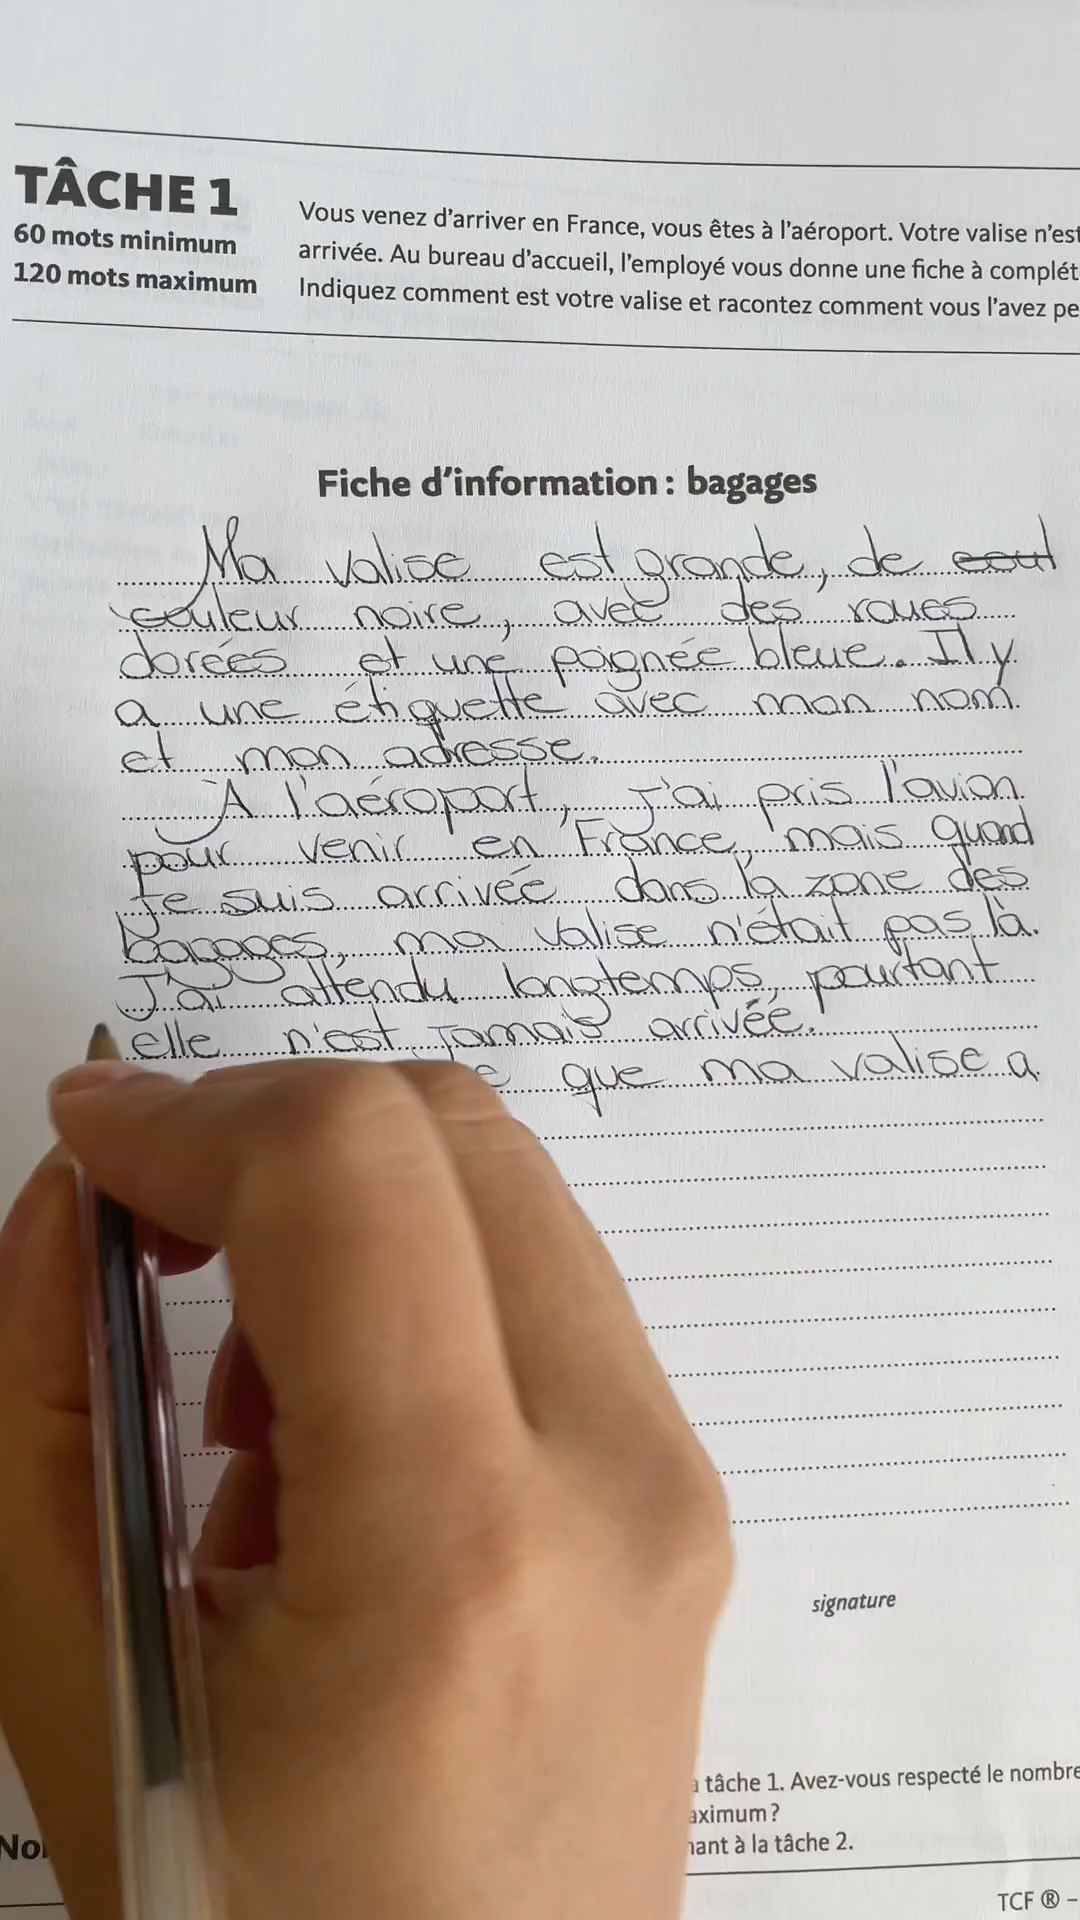 TÂCHE 1
60 mots minimum
120 mots maximum
Vous venez d'arriver en France, vous êtes à l'aéroport. Votre valise n'est
arrivée. Au bureau d'accueil, l'employé vous donne une fiche à complét
Indiquez comment est votre valise et racontez comment vous l'avez pe
Fiche d'information : bagages
Ma valise est grande, de coul
couleur noire, avec des roues
dorées et une poignée bleue. Il y
a une étiquette avec mon nom
et mon adresse.
A l'aéroport, j'ai pris l'avion
pour venir en France, mais quand
je suis arrivée dans la zone des
bagages, ma valise n'était pas là.
J'ai attendu longtemps, pourtant
elle n'est jamais arrivée.
que ma valise a
signature
tâche 1. Avez-vous respecté le nombre
aximum ?
nant à la tâche 2.
TCF ® –